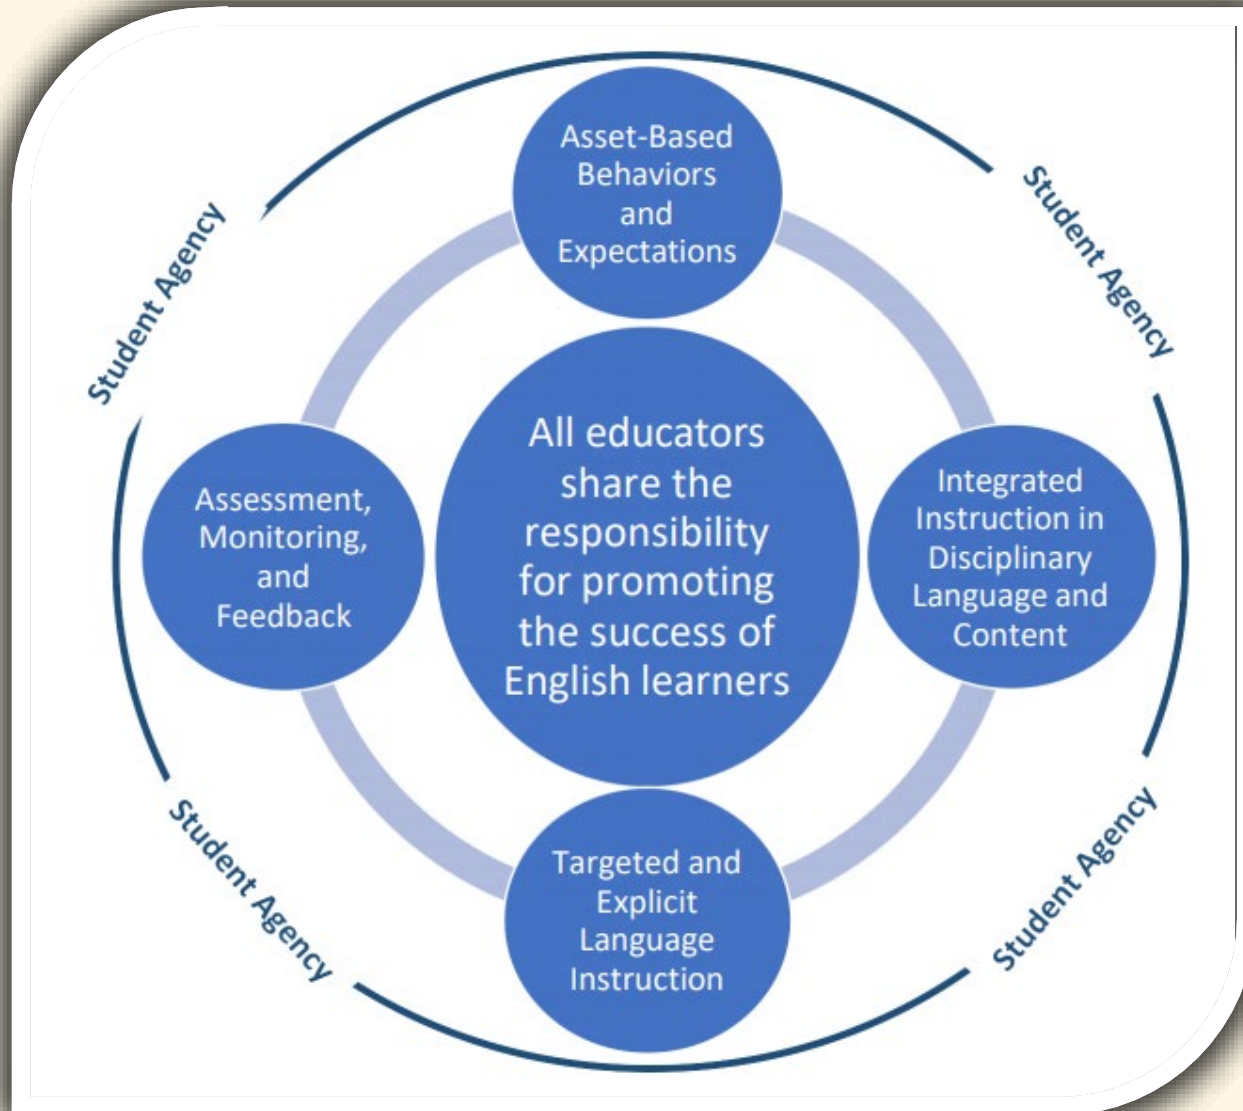 Asset-Based
Behaviors
and
Expectations
Student Agency
Student Agency
All educators
share the
responsibility
for promoting
the success of
English learners
Assessment,
Monitoring,
and
Feedback
Integrated
Instruction in
Disciplinary
Language and
Content
Targeted and
Explicit
Language
Instruction
Student Agency
Student Agency